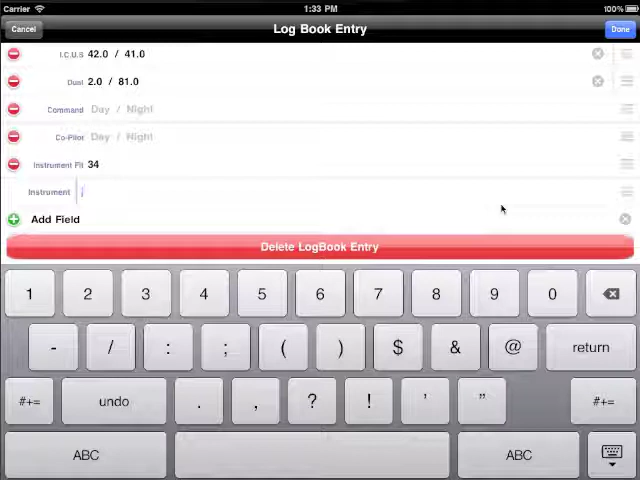 Carrier 1:33 PM 100%
Cancel Log Book Entry Done
I.C.U.S 42.0 / 41.0
Dual 2.0 / 81.0
Command Day / Night
Co-Pilot Day / Night
Instrument Flt 34
Instrument
Add Field
Delete LogBook Entry
1 2 3 4 5 6 7 8 9 0
- / : ; ( ) $ & @ return
#+= undo . , ? ! ' " #+=
ABC ABC